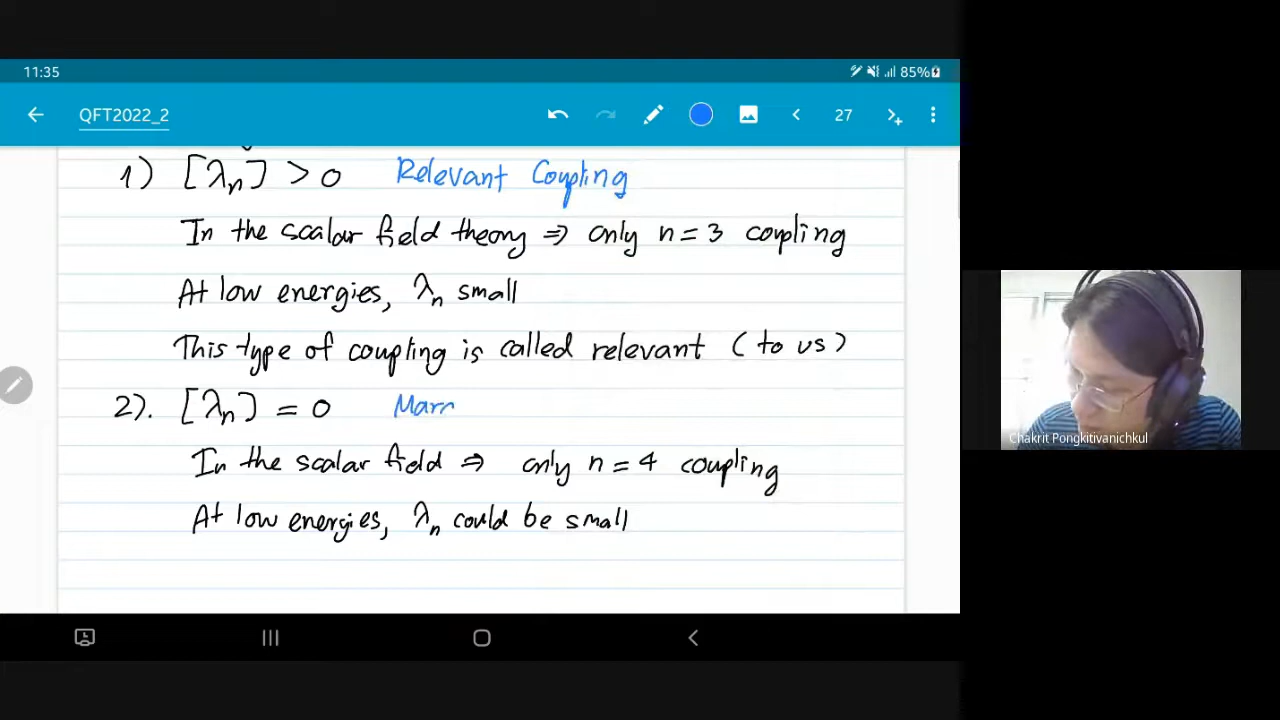 11:35
85%
QFT2022_2
27
1) [λₙ] > 0 Relevant Coupling
In the scalar field theory ⇒ only n = 3 coupling
At low energies, λₙ small
This type of coupling is called relevant (to us)
2). [λₙ] = 0 Marr
In the scalar field ⇒ only n = 4 coupling
At low energies, λₙ could be small
Chakrit Pongkitivanichkul